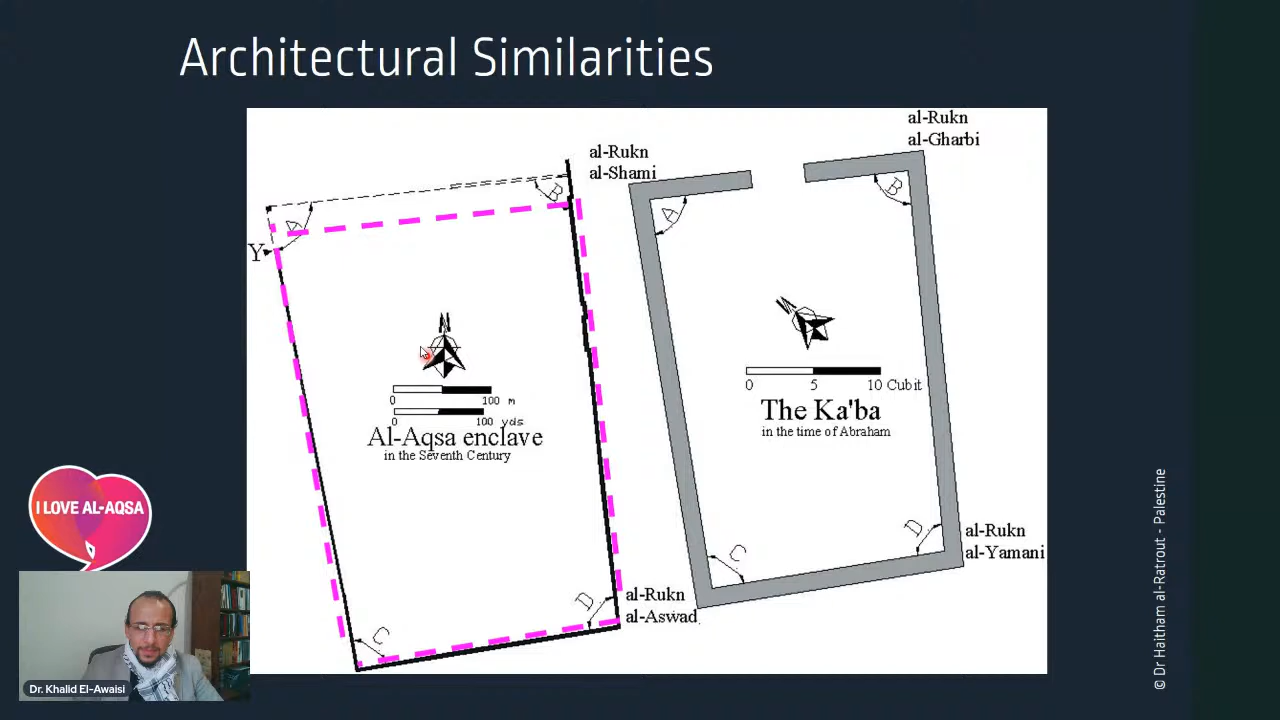 Architectural Similarities
al-Rukn
al-Gharbi
al-Rukn
al-Shami
B
A
Y
A
B
0 100 m
0 100 yds
Al-Aqsa enclave
in the Seventh Century
0 5 10 Cubit
The Ka'ba
in the time of Abraham
I LOVE AL-AQSA
D
C
al-Rukn
al-Aswad
C
D
al-Rukn
al-Yamani
Dr. Khalid El-Awaisi
© Dr Haitham al-Ratrout - Palestine